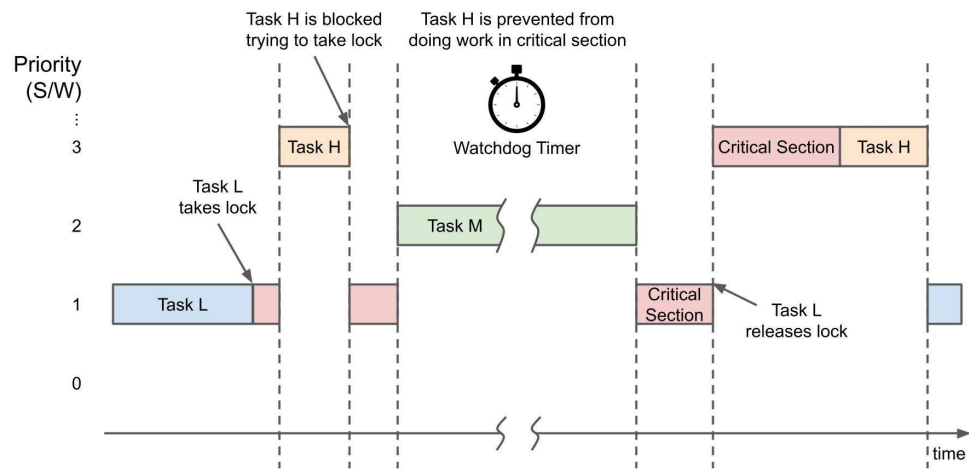 Task H is blocked
trying to take lock
Task H is prevented from
doing work in critical section
Priority
(S/W)
...
3
Task H
Watchdog Timer
Critical Section
Task H
Task L
takes lock
2
Task M
1
Task L
Critical
Section
Task L
releases lock
0
time